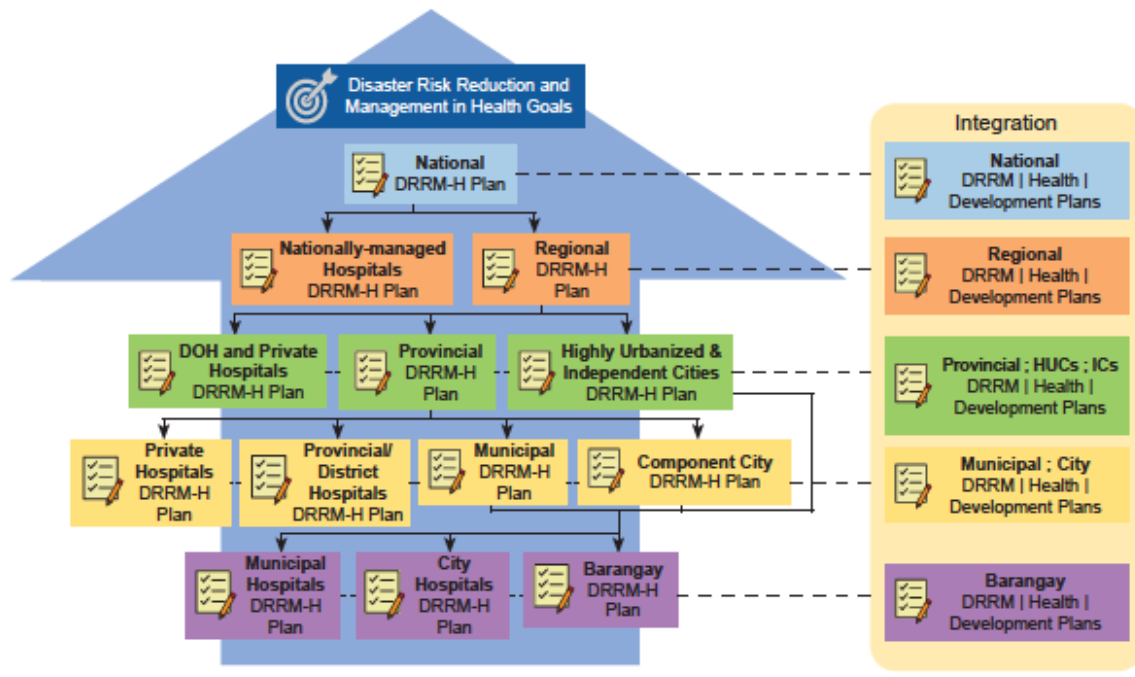 Disaster Risk Reduction and
Management in Health Goals
Integration
National
DRRM-H Plan
National
DRRM | Health |
Development Plans
Nationally-managed
Hospitals
DRRM-H Plan
Regional
DRRM-H
Plan
Regional
DRRM | Health |
Development Plans
DOH and Private
Hospitals
DRRM-H Plan
Provincial
DRRM-H
Plan
Highly Urbanized &
Independent Cities
DRRM-H Plan
Provincial ; HUCs ; ICs
DRRM | Health |
Development Plans
Private
Hospitals
DRRM-H
Plan
Provincial/
District
Hospitals
DRRM-H Plan
Municipal
DRRM-H
Plan
Component City
DRRM-H Plan
Municipal ; City
DRRM | Health |
Development Plans
Municipal
Hospitals
DRRM-H
Plan
City
Hospitals
DRRM-H
Plan
Barangay
DRRM-H
Plan
Barangay
DRRM | Health |
Development Plans